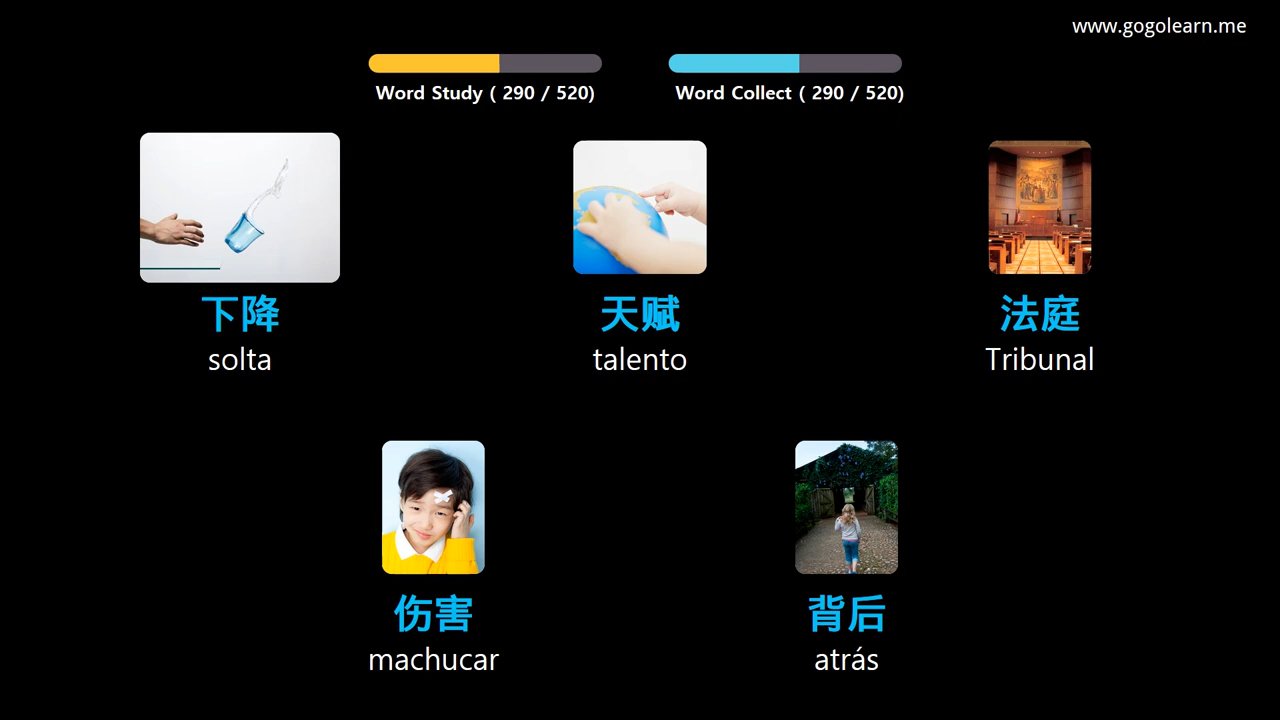 www.gogolearn.me
Word Study ( 290 / 520)
Word Collect ( 290 / 520)
下降
solta
天赋
talento
法庭
Tribunal
伤害
machucar
背后
atrás